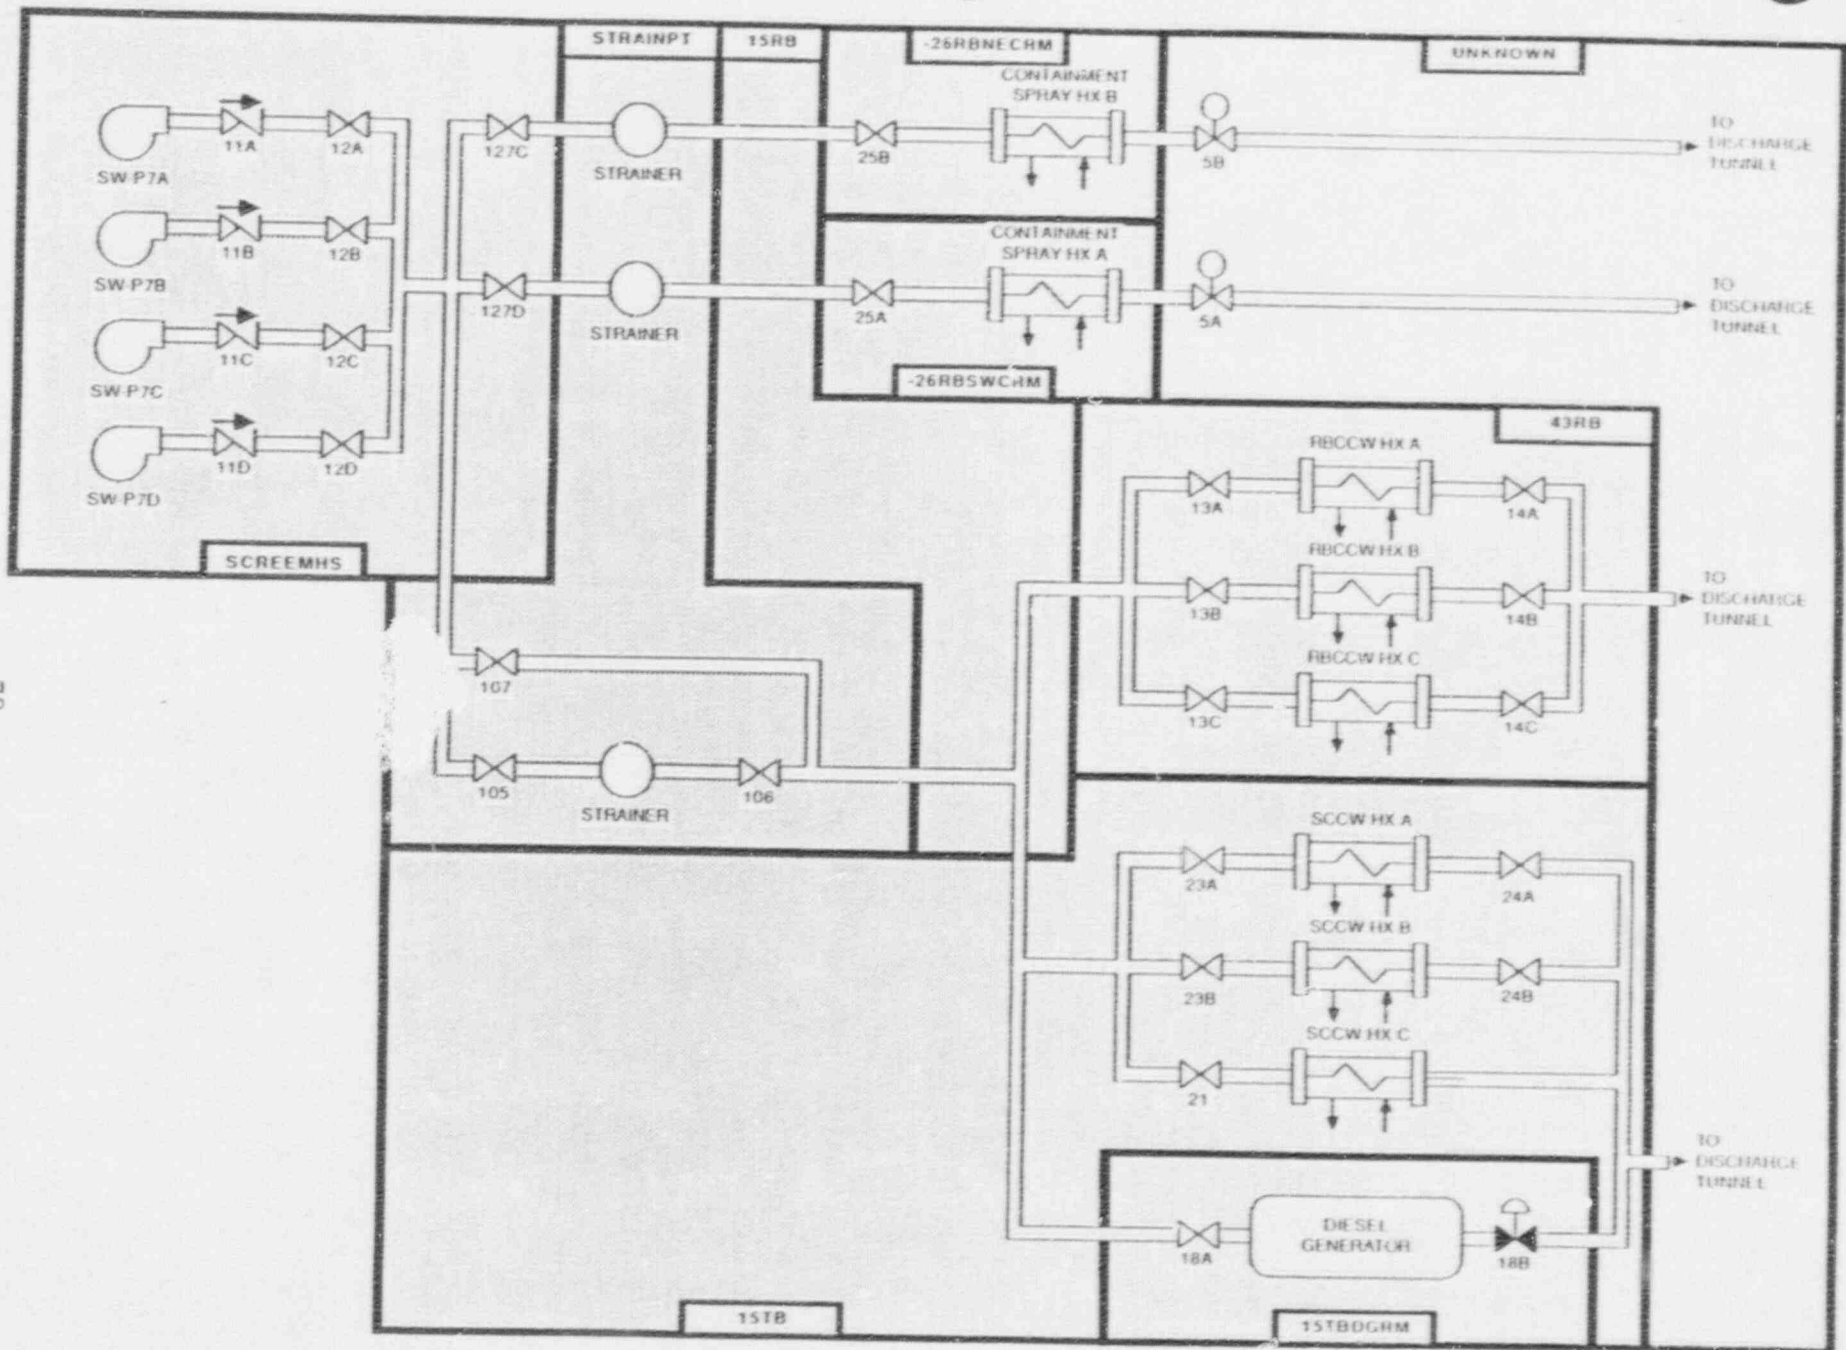 STRAINPT
15RB
-26RBNECRM
UNKNOWN
CONTAINMENT
SPRAY HX B
11A
12A
127C
STRAINER
25B
5B
TO
DISCHARGE
TUNNEL
SW-P7A
11B
12B
SW-P7B
127D
STRAINER
CONTAINMENT
SPRAY HX A
25A
5A
TO
DISCHARGE
TUNNEL
11C
12C
SW-P7C
-26RBSWCRM
11D
12D
SW-P7D
SCREEMHS
43RB
RBCCW HX A
13A
14A
RBCCW HX B
13B
14B
TO
DISCHARGE
TUNNEL
RBCCW HX C
13C
14C
107
105
STRAINER
106
SCCW HX A
23A
24A
SCCW HX B
23B
24B
SCCW HX C
21
TO
DISCHARGE
TUNNEL
18A
DIESEL
GENERATOR
18B
15TB
15TBDGRM